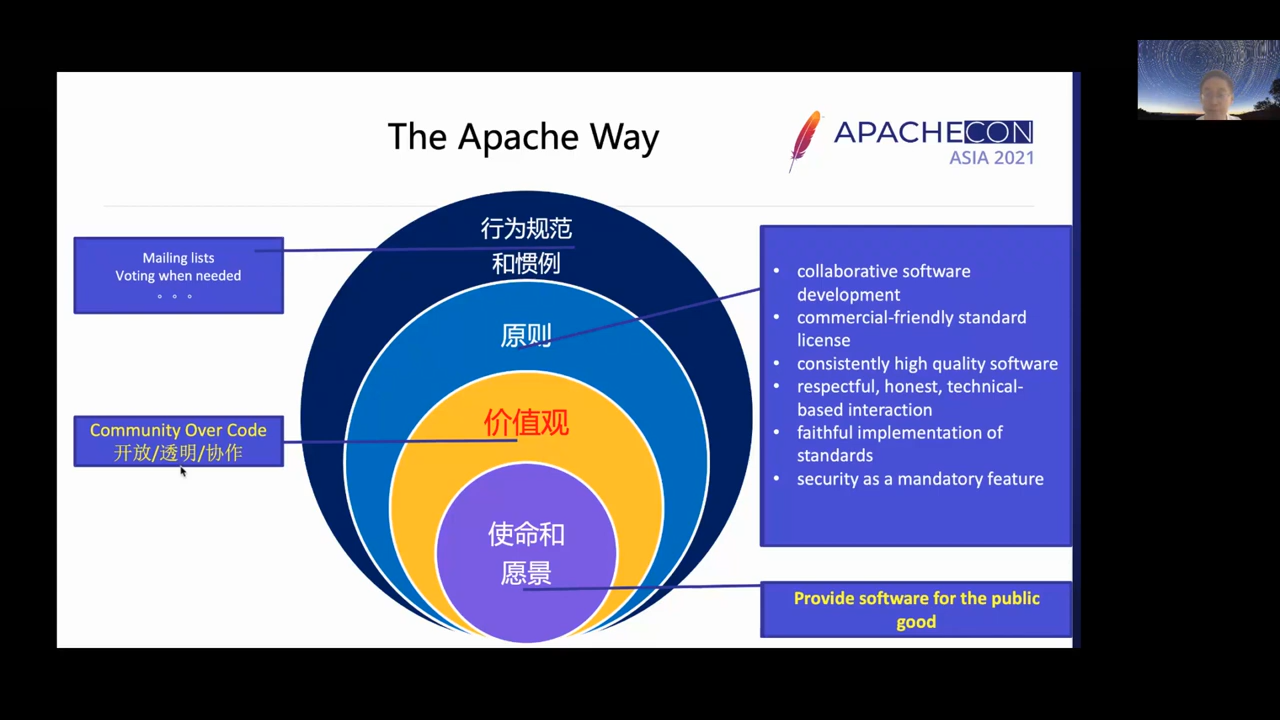 The Apache Way
APACHECON
ASIA 2021
行为规范
和惯例
原则
价值观
使命和
愿景
Mailing lists
Voting when needed
。。。
Community Over Code
开放/透明/协作
• collaborative software
development
• commercial-friendly standard
license
• consistently high quality software
• respectful, honest, technical-
based interaction
• faithful implementation of
standards
• security as a mandatory feature
Provide software for the public
good